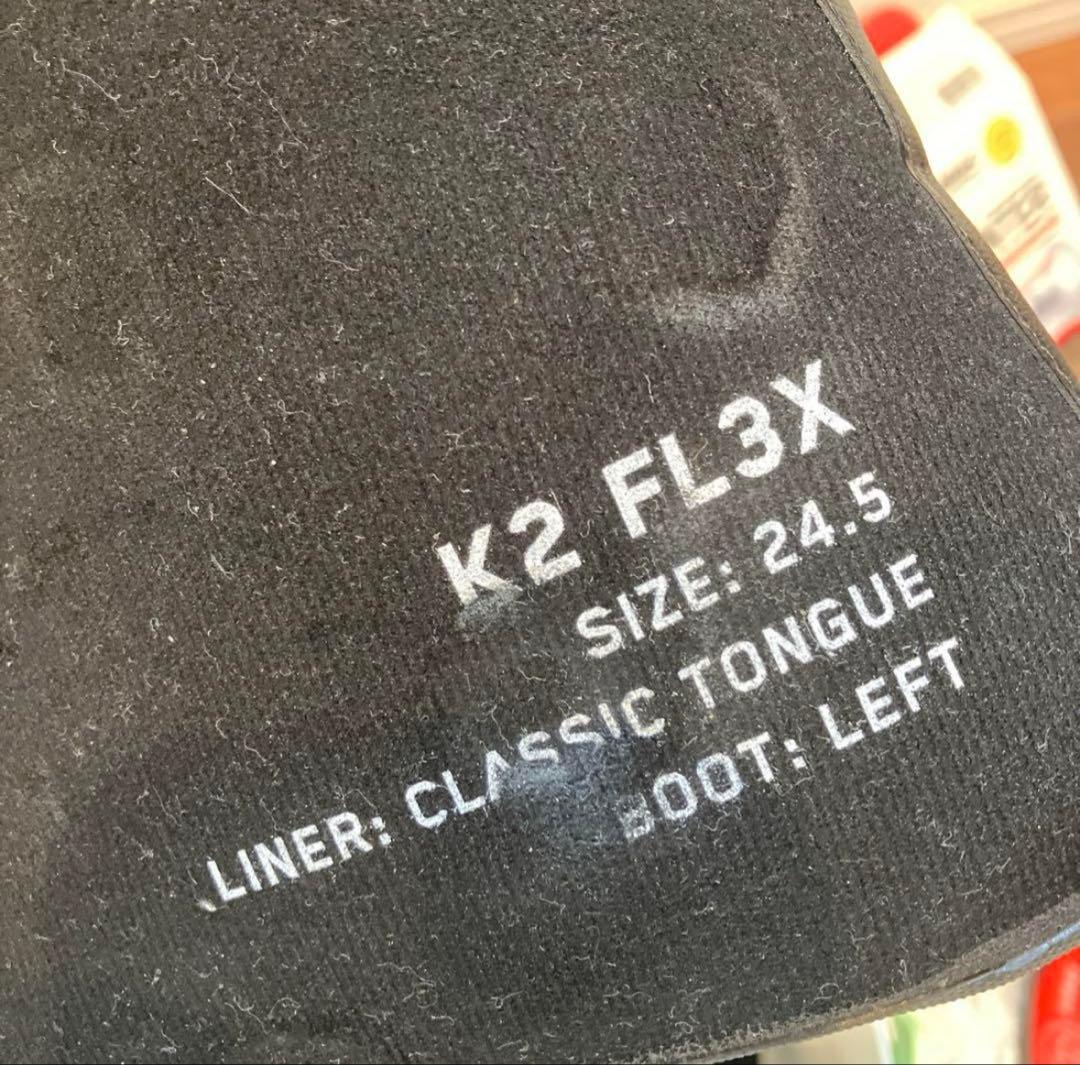 K2 FL3X
SIZE: 24.5
LINER: CLASSIC TONGUE
BOOT: LEFT